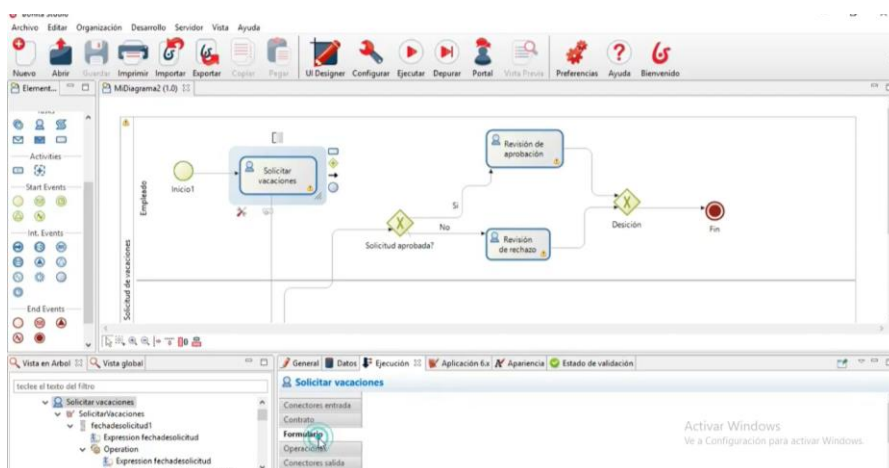 Bonita Studio
Archivo Editar Organización Desarrollo Servidor Vista Ayuda
Nuevo Abrir Guardar Imprimir Importar Exportar Copiar Pegar UI Designer Configurar Ejecutar Depurar Portal Vista Previa Preferencias Ayuda Bienvenido
Element... MiDiagrama2 (1.0)
Activities
Start Events
Int. Events
End Events
Solicitud de vacaciones
Empleado
Inicio1
Solicitar
vacaciones
Revisión de
aprobación
Si
No
Solicitud aprobada?
Revisión
de rechazo
Desición
Fin
Vista en Arbol Vista global
teclee el texto del filtro
Solicitar vacaciones
SolicitarVacaciones
fechadesolicitud1
Expression fechadesolicitud
Operation
Expression fechadesolicitud
General Datos Ejecución Aplicación 6.x Apariencia Estado de validación
Solicitar vacaciones
Conectores entrada
Contrato
Formulario
Operaciones
Conectores salida
Activar Windows
Ve a Configuración para activar Windows.